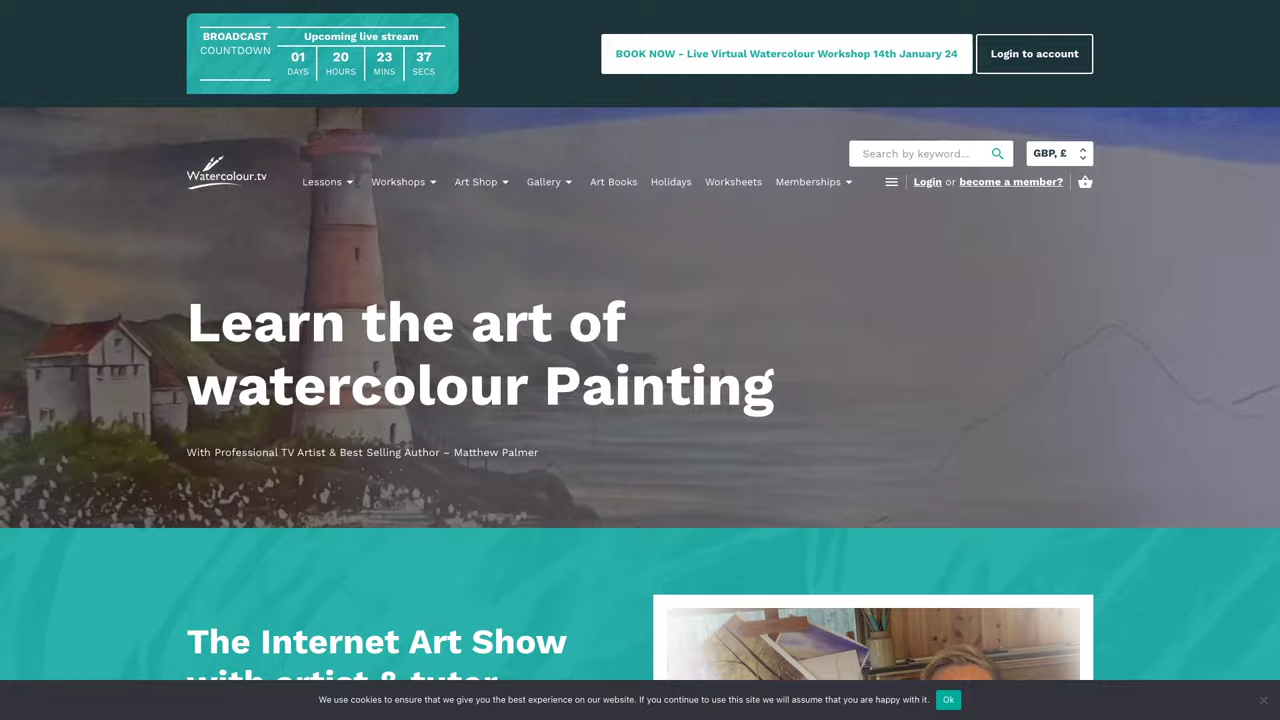 BROADCAST
COUNTDOWN
Upcoming live stream
01
DAYS
20
HOURS
23
MINS
37
SECS
BOOK NOW - Live Virtual Watercolour Workshop 14th January 24
Login to account
Watercolour.tv
Search by keyword...
GBP, £
Lessons
Workshops
Art Shop
Gallery
Art Books
Holidays
Worksheets
Memberships
Login or become a member?
Learn the art of
watercolour Painting
With Professional TV Artist & Best Selling Author – Matthew Palmer
The Internet Art Show
with artist & tutor
We use cookies to ensure that we give you the best experience on our website. If you continue to use this site we will assume that you are happy with it.
Ok